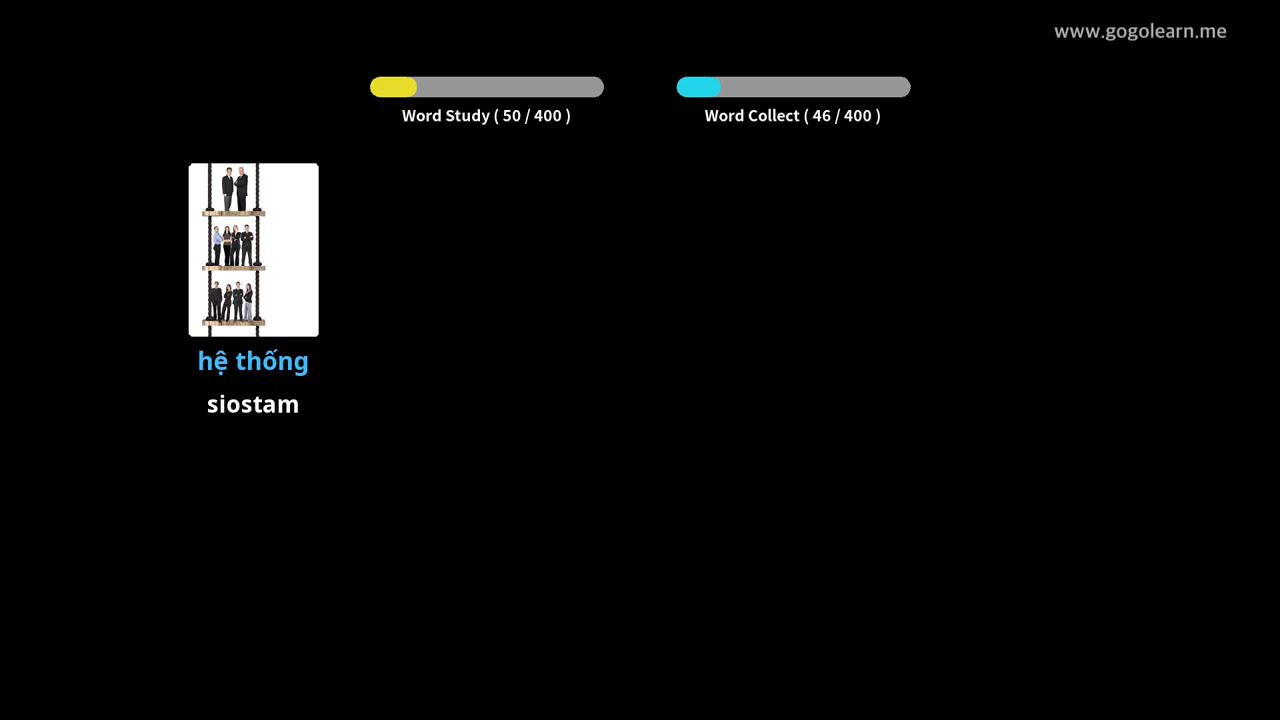 www.gogolearn.me
Word Study ( 50 / 400 )
Word Collect ( 46 / 400 )
hệ thống
siostam